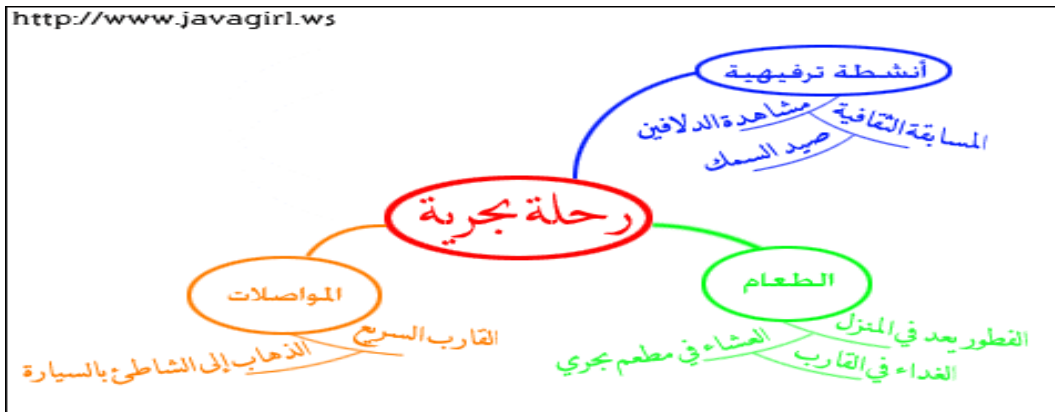 http://www.javagirl.ws
أنشطة ترفيهية
مشاهدة الدلافين
المسابقة الثقافية
صيد السمك
رحلة بحرية
الطعام
الفطور يعد في المنزل
العشاء في مطعم بحري
الغداء في القارب
المواصلات
القارب السريع
الذهاب إلى الشاطئ بالسيارة